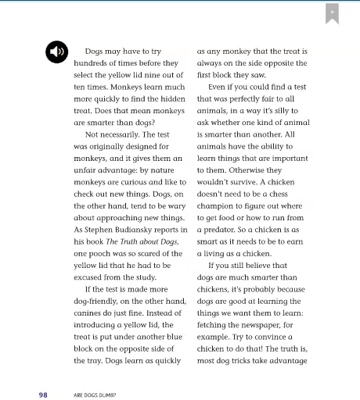 Dogs may have to try
hundreds of times before they
select the yellow lid nine out of
ten times. Monkeys learn much
more quickly to find the hidden
treat. Does that mean monkeys
are smarter than dogs?
Not necessarily. The test
was originally designed for
monkeys, and it gives them an
unfair advantage: by nature
monkeys are curious and like to
check out new things. Dogs, on
the other hand, tend to be wary
about approaching new things.
As Stephen Budiansky reports in
his book The Truth about Dogs,
one pooch was so scared of the
yellow lid that he had to be
excused from the study.
If the test is made more
dog-friendly, on the other hand,
canines do just fine. Instead of
introducing a yellow lid, the
treat is put under another blue
block on the opposite side of
the tray. Dogs learn as quickly
as any monkey that the treat is
always on the side opposite the
first block they saw.
Even if you could find a test
that was perfectly fair to all
animals, in a way it's silly to
ask whether one kind of animal
is smarter than another. All
animals have the ability to
learn things that are important
to them. Otherwise they
wouldn't survive. A chicken
doesn't need to be a chess
champion to figure out where
to get food or how to run from
a predator. So a chicken is as
smart as it needs to be to earn
a living as a chicken.
If you still believe that
dogs are much smarter than
chickens, it's probably because
dogs are good at learning the
things we want them to learn:
fetching the newspaper, for
example. Try to convince a
chicken to do that! The truth is,
most dog tricks take advantage
98 ARE DOGS DUMB?